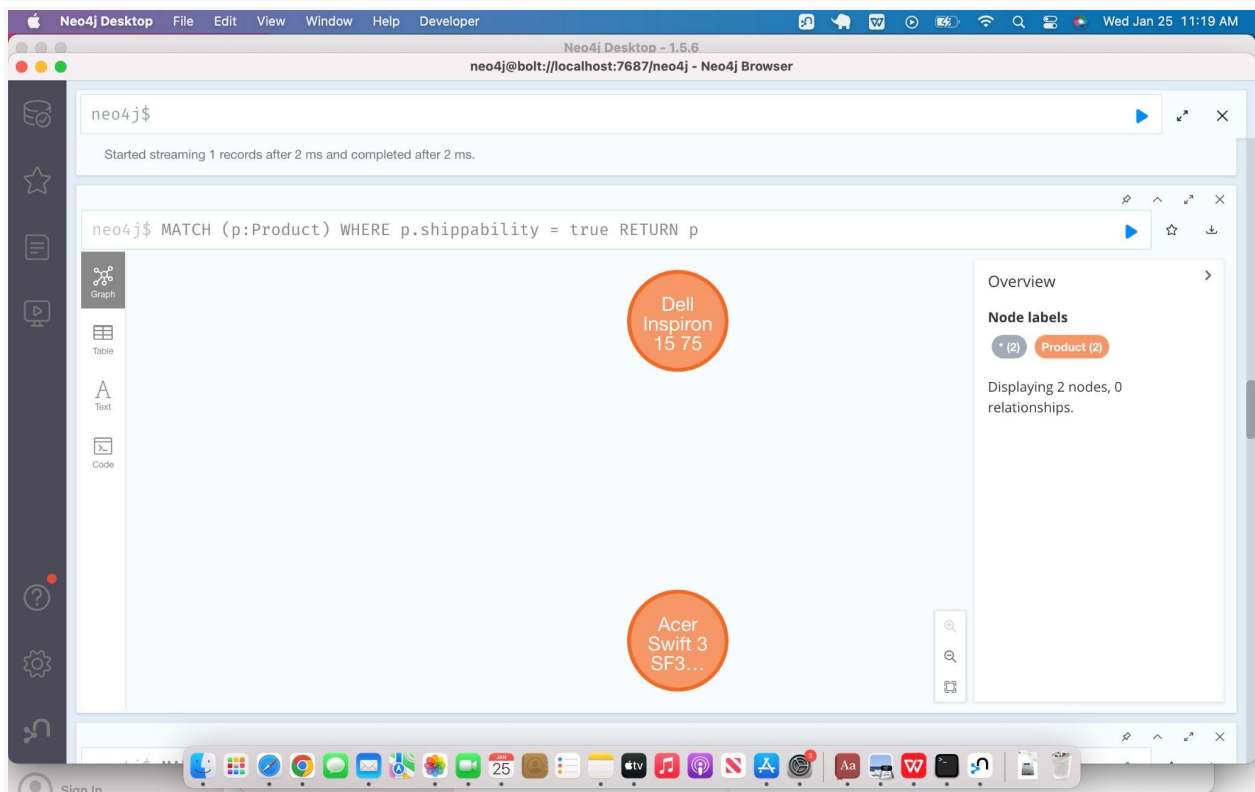 Neo4j Desktop File Edit View Window Help Developer Wed Jan 25 11:19 AM
Neo4j Desktop - 1.5.6
neo4j@bolt://localhost:7687/neo4j - Neo4j Browser
neo4j$
Started streaming 1 records after 2 ms and completed after 2 ms.
neo4j$ MATCH (p:Product) WHERE p.shippability = true RETURN p
Graph
Table
A
Text
Code
Dell
Inspiron
15 75
Acer
Swift 3
SF3...
Overview
Node labels
* (2) Product (2)
Displaying 2 nodes, 0
relationships.
JAN
25
tv
Aa
Sign In